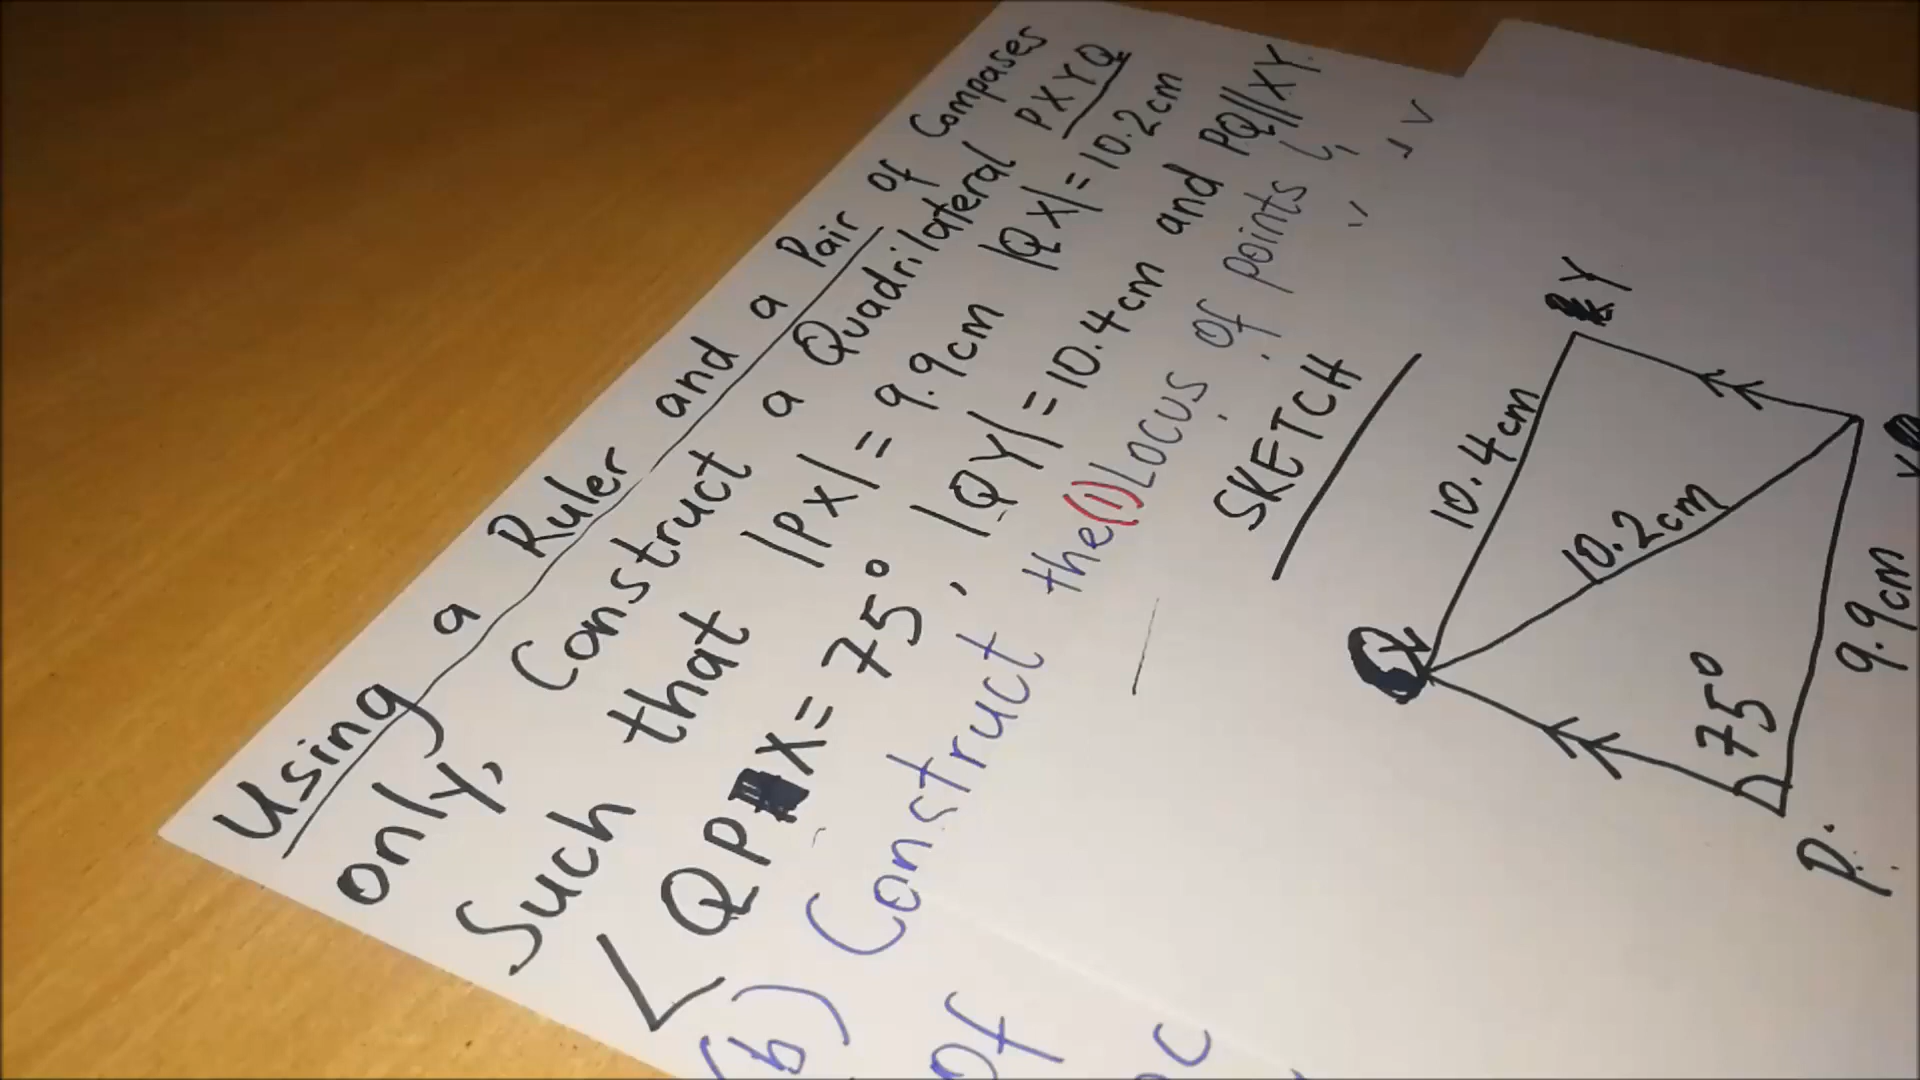 Using a Ruler and a Pair of Compases
only, Construct a Quadrilateral PXYQ
Such that |PX| = 9.9cm |QX| = 10.2cm
<QPX = 75°, |QY| = 10.4cm and PQ//XY.
(b) Construct the (1) Locus of points
of
SKETCH
Y
10.4cm
10.2cm
Q
75°
9.9cm
X
P.